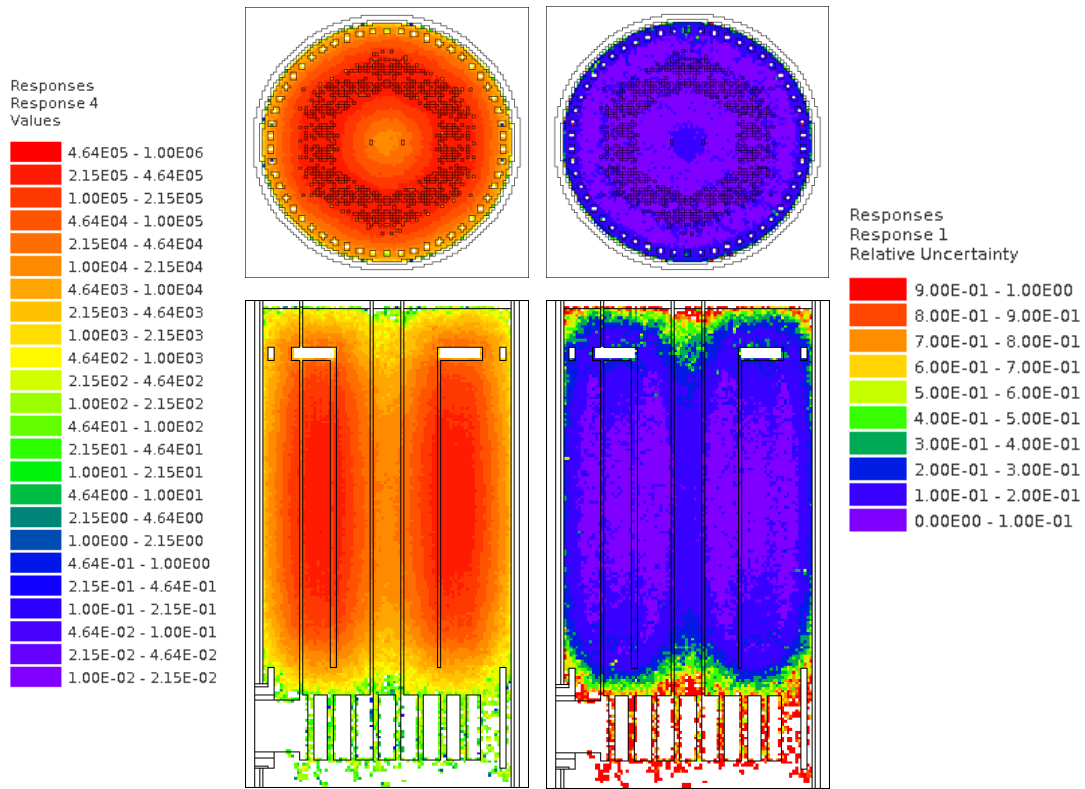 Responses
Response 4
Values
4.64E05 - 1.00E06
2.15E05 - 4.64E05
1.00E05 - 2.15E05
4.64E04 - 1.00E05
2.15E04 - 4.64E04
1.00E04 - 2.15E04
4.64E03 - 1.00E04
2.15E03 - 4.64E03
1.00E03 - 2.15E03
4.64E02 - 1.00E03
2.15E02 - 4.64E02
1.00E02 - 2.15E02
4.64E01 - 1.00E02
2.15E01 - 4.64E01
1.00E01 - 2.15E01
4.64E00 - 1.00E01
2.15E00 - 4.64E00
1.00E00 - 2.15E00
4.64E-01 - 1.00E00
2.15E-01 - 4.64E-01
1.00E-01 - 2.15E-01
4.64E-02 - 1.00E-01
2.15E-02 - 4.64E-02
1.00E-02 - 2.15E-02
Responses
Response 1
Relative Uncertainty
9.00E-01 - 1.00E00
8.00E-01 - 9.00E-01
7.00E-01 - 8.00E-01
6.00E-01 - 7.00E-01
5.00E-01 - 6.00E-01
4.00E-01 - 5.00E-01
3.00E-01 - 4.00E-01
2.00E-01 - 3.00E-01
1.00E-01 - 2.00E-01
0.00E00 - 1.00E-01